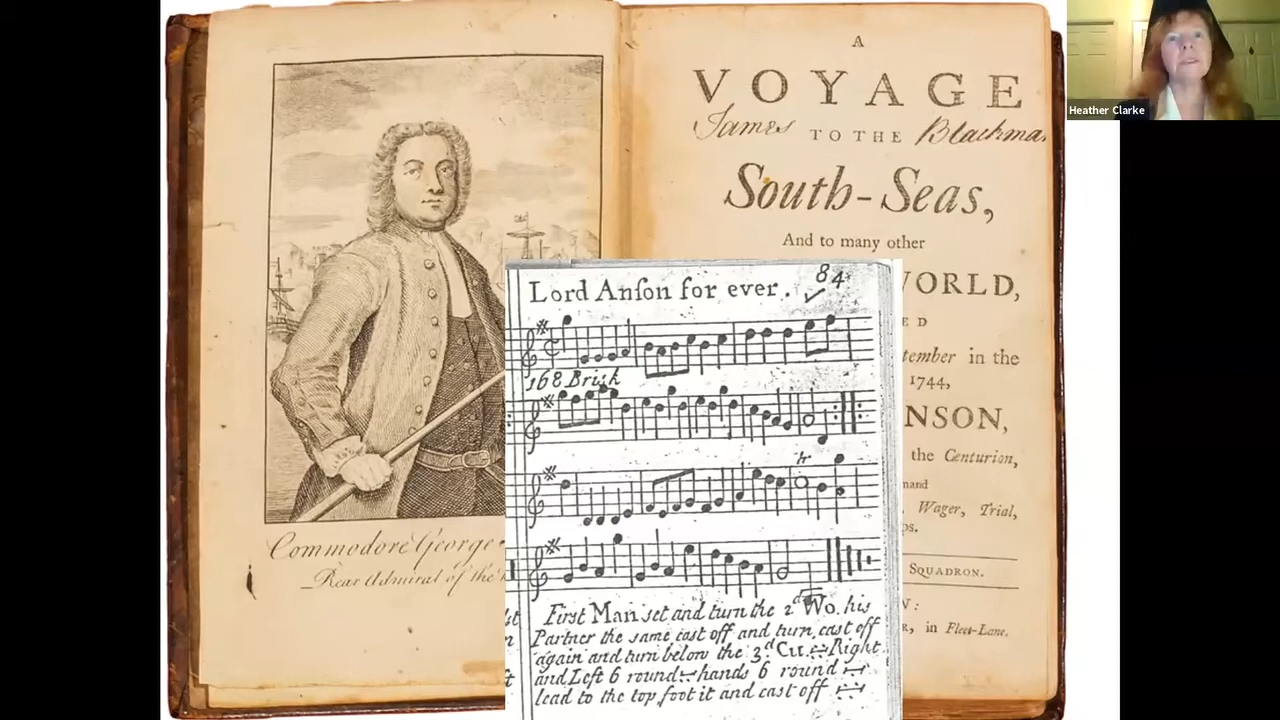 Heather Clarke
A
VOYAGE
James TO THE Blackma
South-Seas,
And to many other
WORLD,
E D
tember in the
1744,
NSON,
the Centurion,
mand
Wager, Trial,
ps.
SQUADRON.
N:
R, in Fleet-Lane.
Commodore George
Rear Admiral of the
Lord Anſon for ever.
84
168 Brisk
tr
First Man set and turn the 2d Wo. his
Partner the same cast off and turn, cast off
again and turn below the 3d Cu. Right
and Left 6 round hands 6 round
lead to the top, foot it and cast off